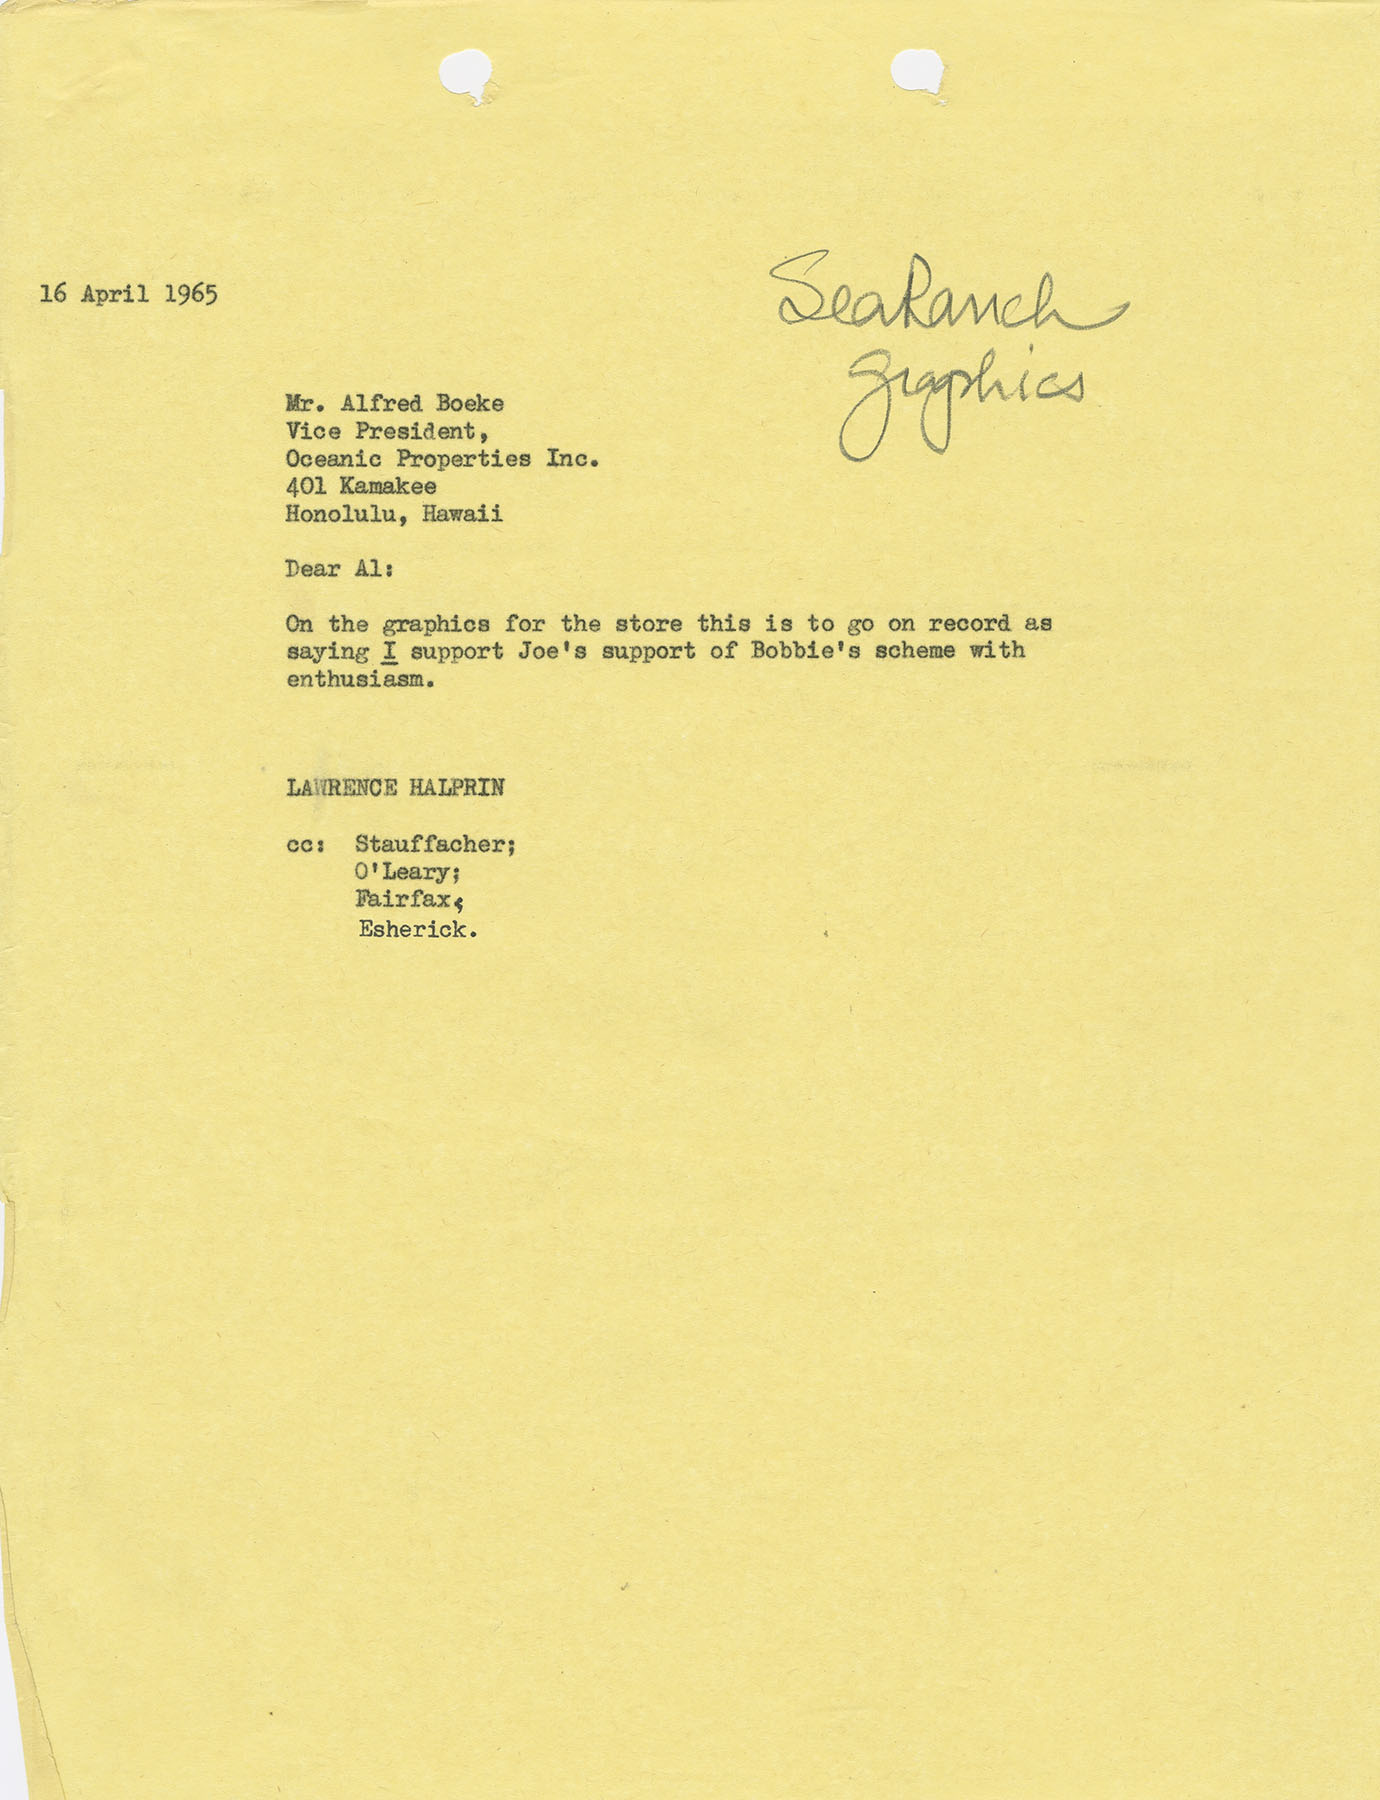 16 April 1965
SeaRanch
graphics
Mr. Alfred Boeke
Vice President,
Oceanic Properties Inc.
401 Kamakee
Honolulu, Hawaii
Dear Al:
On the graphics for the store this is to go on record as
saying I support Joe's support of Bobbie's scheme with
enthusiasm.
LAWRENCE HALPRIN
cc: Stauffacher;
O'Leary;
Fairfax;
Esherick.